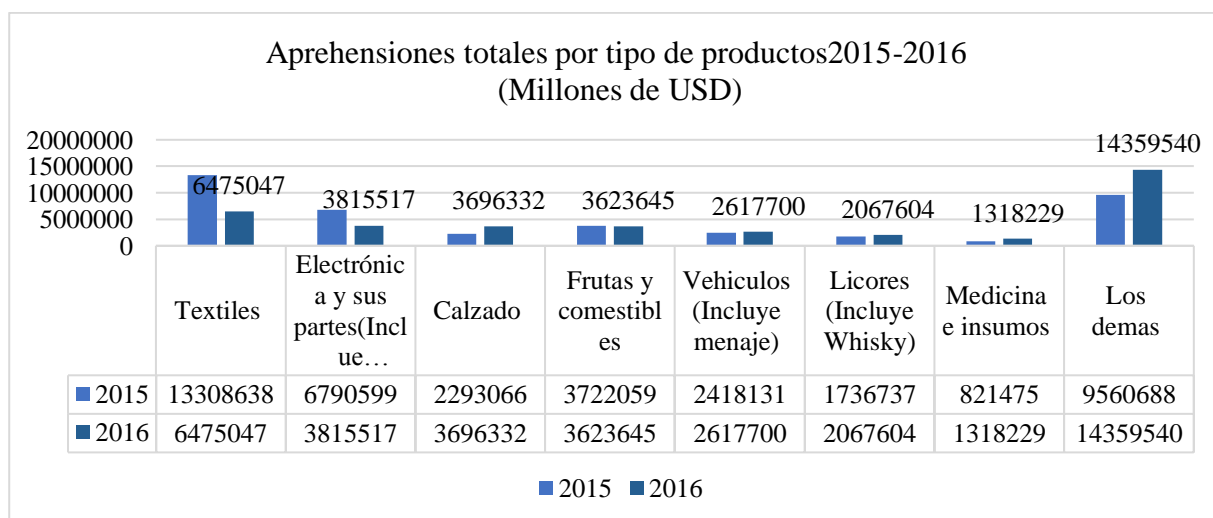 Aprehensiones totales por tipo de productos2015-2016
(Millones de USD)
20000000
15000000
10000000
5000000
0
6475047
3815517
3696332
3623645
2617700
2067604
1318229
14359540
Textiles
Electrónic
a y sus
partes(Incl
ue…
Calzado
Frutas y
comestibl
es
Vehiculos
(Incluye
menaje)
Licores
(Incluye
Whisky)
Medicina
e insumos
Los
demas
2015 13308638 6790599 2293066 3722059 2418131 1736737 821475 9560688
2016 6475047 3815517 3696332 3623645 2617700 2067604 1318229 14359540
2015 2016